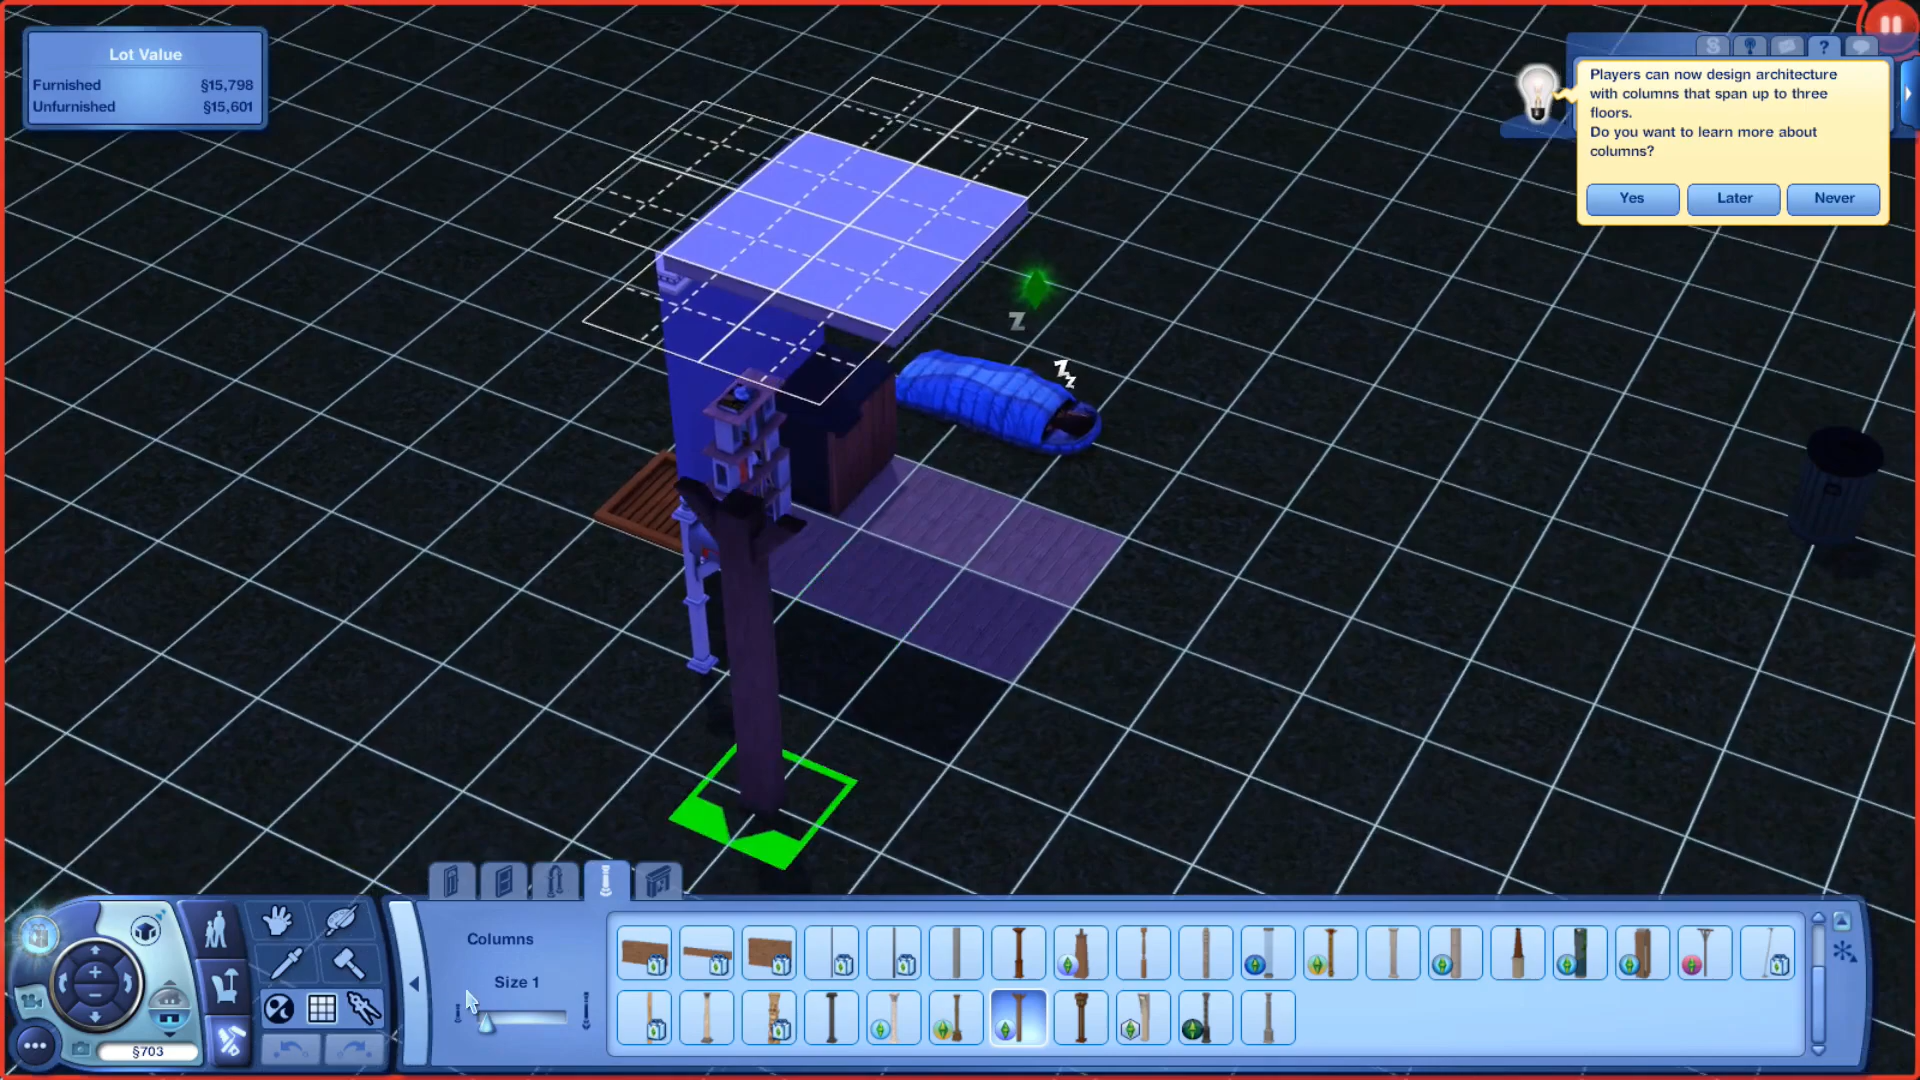 Lot Value
Furnished §15,798
Unfurnished §15,601
Players can now design architecture
with columns that span up to three
floors.
Do you want to learn more about
columns?
Yes Later Never
Z
Z
Z
Columns
Size 1
§703